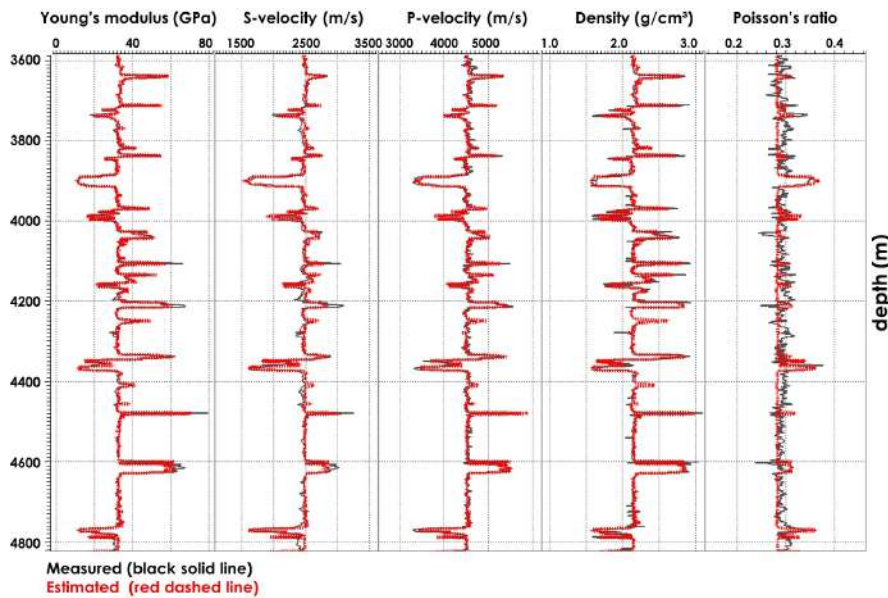 Young's modulus (GPa) S-velocity (m/s) P-velocity (m/s) Density (g/cm³) Poisson's ratio
0 40 80 1500 2500 3500 3000 4000 5000 1.0 2.0 3.0 0.2 0.3 0.4
3600
3800
4000
4200
4400
4600
4800
depth (m)
Measured (black solid line)
Estimated (red dashed line)